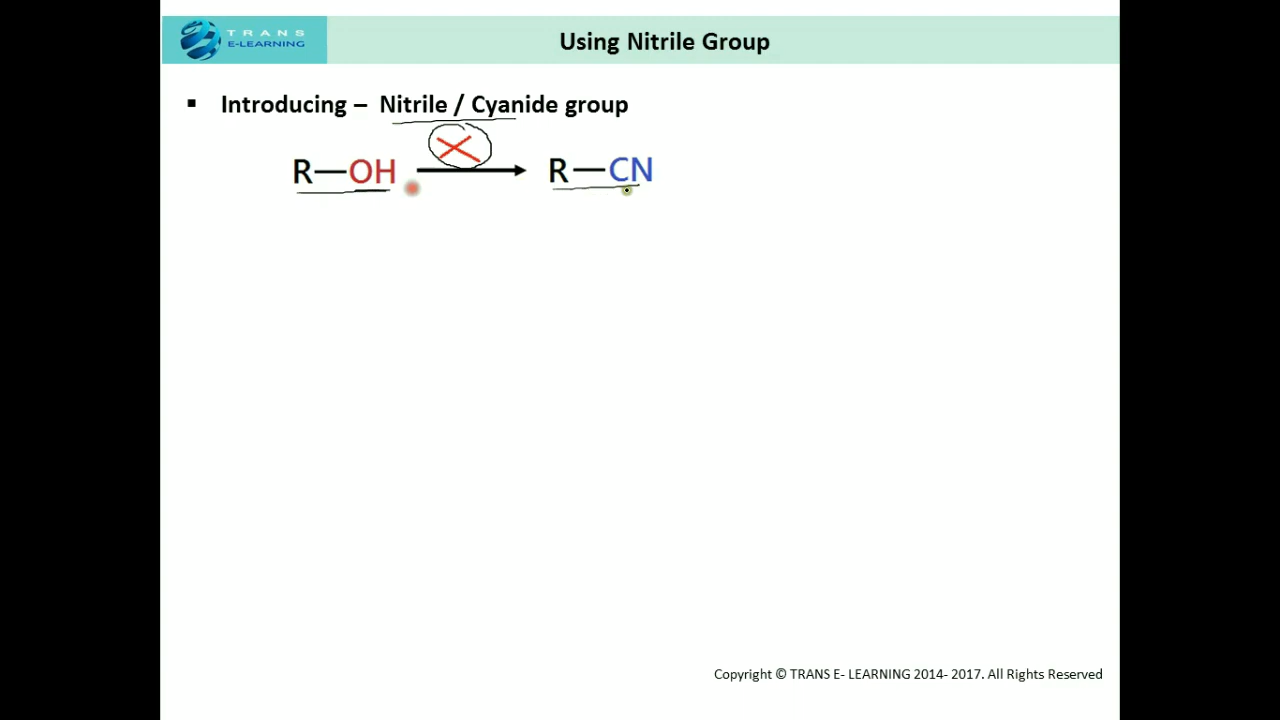 TRANS
E-LEARNING
Using Nitrile Group
▪ Introducing – Nitrile / Cyanide group
R—OH ⟶ R—CN
Copyright © TRANS E- LEARNING 2014- 2017. All Rights Reserved